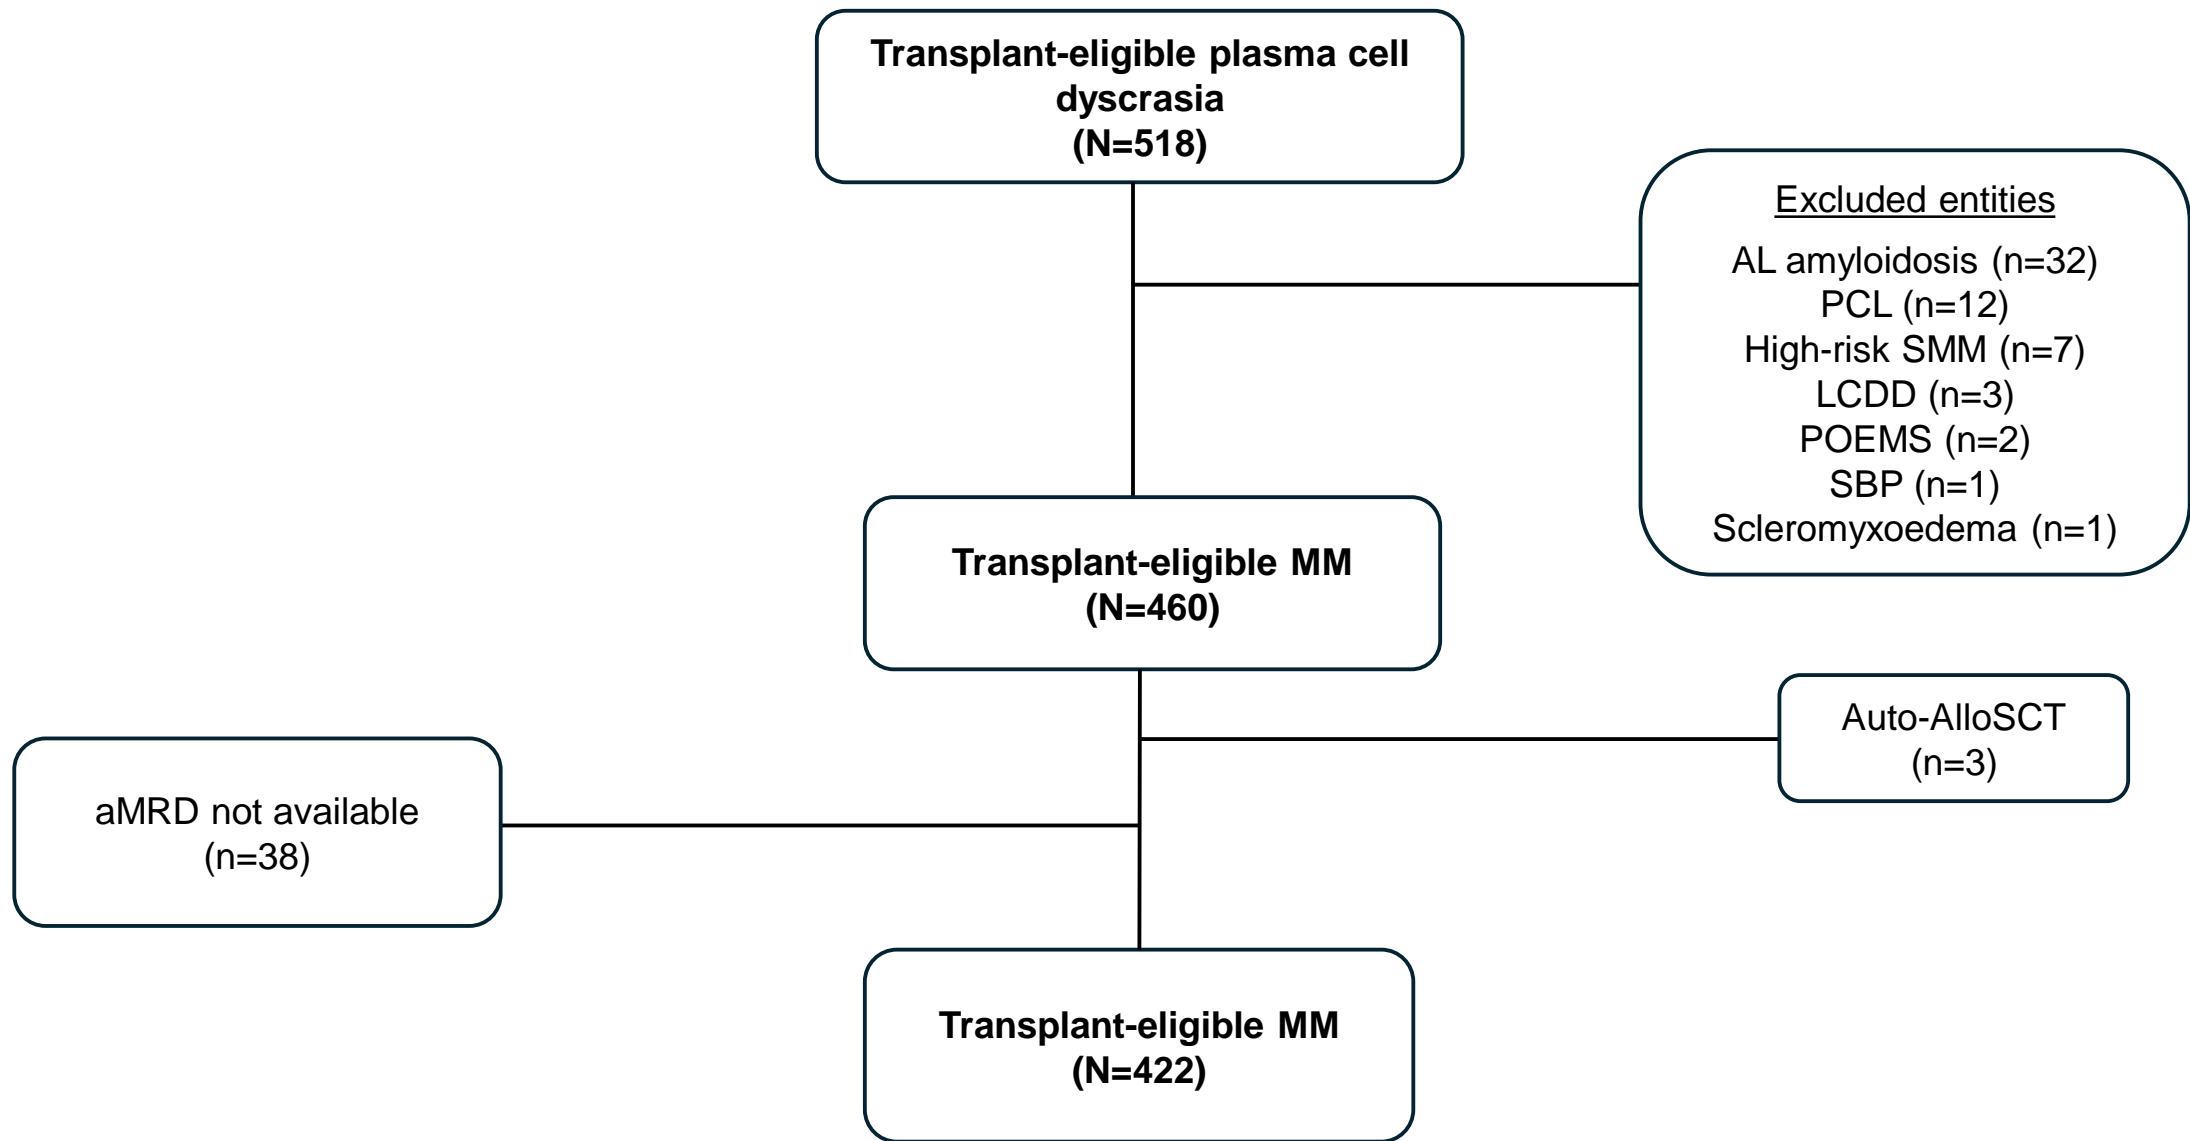 Transplant-eligible plasma cell
dyscrasia
(N=518)
Excluded entities
AL amyloidosis (n=32)
PCL (n=12)
High-risk SMM (n=7)
LCDD (n=3)
POEMS (n=2)
SBP (n=1)
Scleromyxoedema (n=1)
Transplant-eligible MM
(N=460)
Auto-AlloSCT
(n=3)
aMRD not available
(n=38)
Transplant-eligible MM
(N=422)